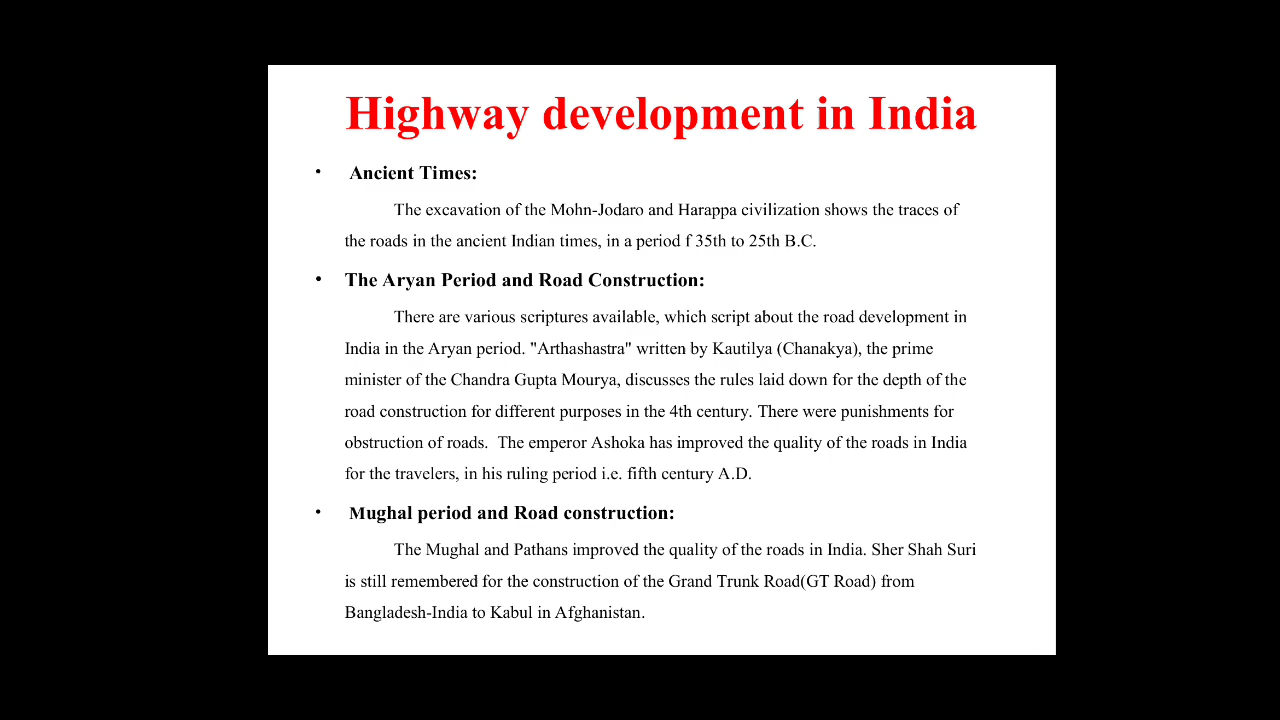 Highway development in India
• Ancient Times:
The excavation of the Mohn-Jodaro and Harappa civilization shows the traces of
the roads in the ancient Indian times, in a period f 35th to 25th B.C.
• The Aryan Period and Road Construction:
There are various scriptures available, which script about the road development in
India in the Aryan period. "Arthashastra" written by Kautilya (Chanakya), the prime
minister of the Chandra Gupta Mourya, discusses the rules laid down for the depth of the
road construction for different purposes in the 4th century. There were punishments for
obstruction of roads.  The emperor Ashoka has improved the quality of the roads in India
for the travelers, in his ruling period i.e. fifth century A.D.
• Mughal period and Road construction:
The Mughal and Pathans improved the quality of the roads in India. Sher Shah Suri
is still remembered for the construction of the Grand Trunk Road(GT Road) from
Bangladesh-India to Kabul in Afghanistan.